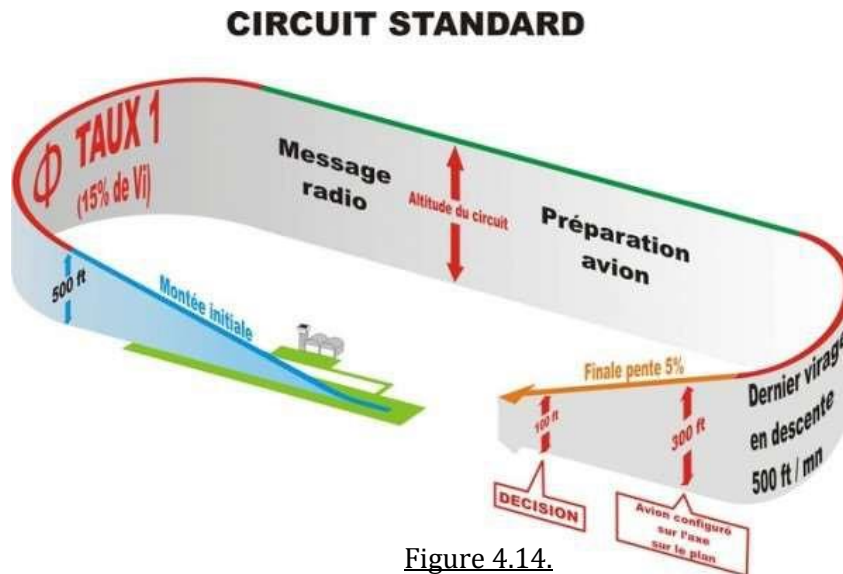 CIRCUIT STANDARD
Φ TAUX 1
(15% de Vi)
Message
radio
Altitude du circuit
Préparation
avion
500 ft
Montée initiale
Finale pente 5%
100 ft
300 ft
Dernier virage
en descente
500 ft / mn
DECISION
Avion configuré
sur l'axe
sur le plan
Figure 4.14.